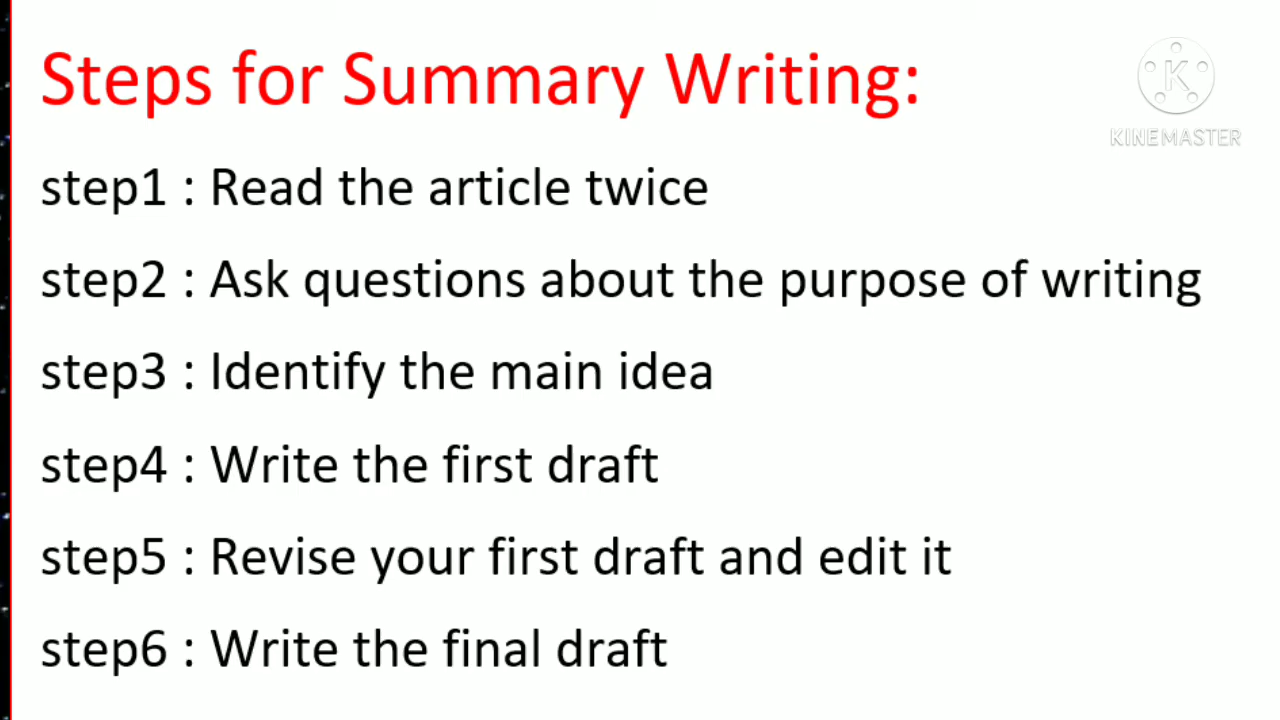 Steps for Summary Writing:
KINEMASTER
step1 : Read the article twice
step2 : Ask questions about the purpose of writing
step3 : Identify the main idea
step4 : Write the first draft
step5 : Revise your first draft and edit it
step6 : Write the final draft